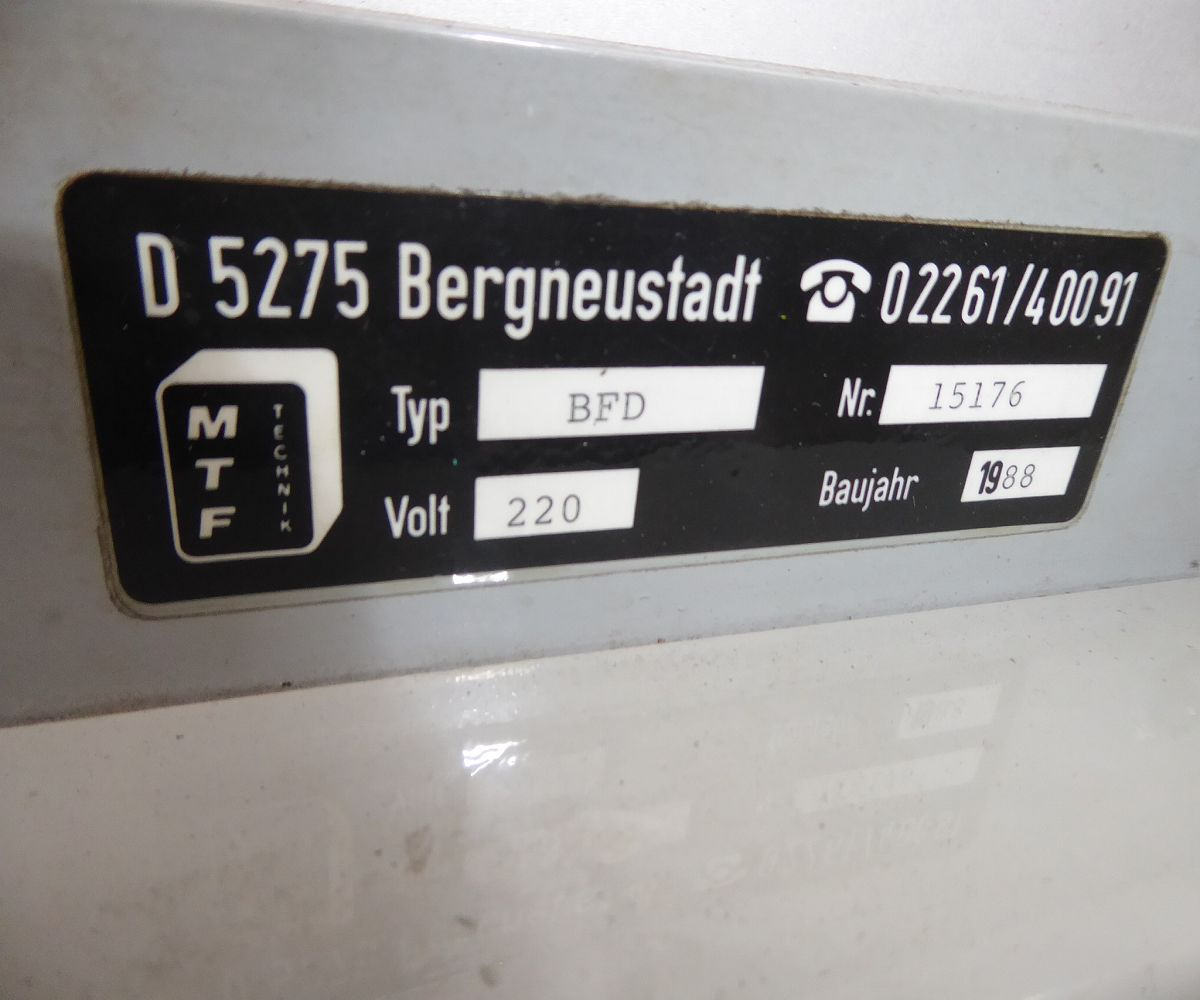 D 5275 Bergneustadt ☎ 02261/40091
MTF TECHNIK
Typ BFD Nr. 15176
Volt 220 Baujahr 1988